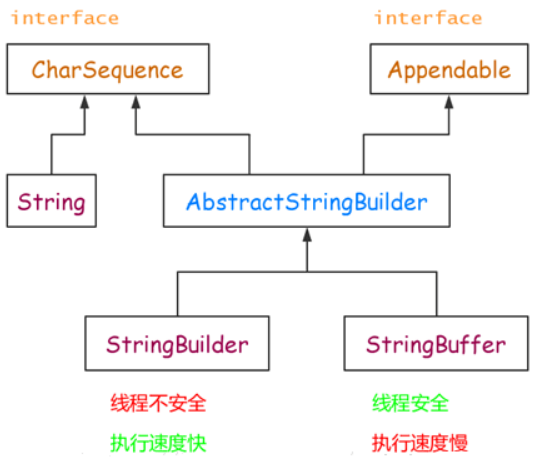 interface
interface
CharSequence
Appendable
String
AbstractStringBuilder
StringBuilder
StringBuffer
线程不安全
线程安全
执行速度快
执行速度慢